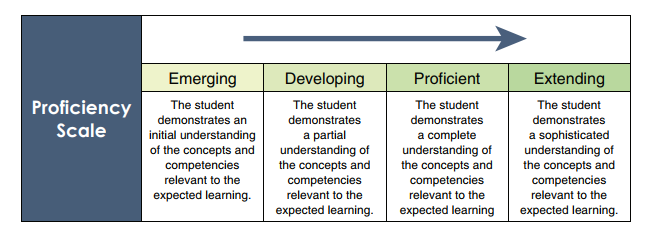 Proficiency
Scale
Emerging
Developing
Proficient
Extending
The student
demonstrates an
initial understanding
of the concepts and
competencies
relevant to the
expected learning.
The student
demonstrates
a partial
understanding of
the concepts and
competencies
relevant to the
expected learning.
The student
demonstrates
a complete
understanding of
the concepts and
competencies
relevant to the
expected learning
The student
demonstrates
a sophisticated
understanding of
the concepts and
competencies
relevant to the
expected learning.